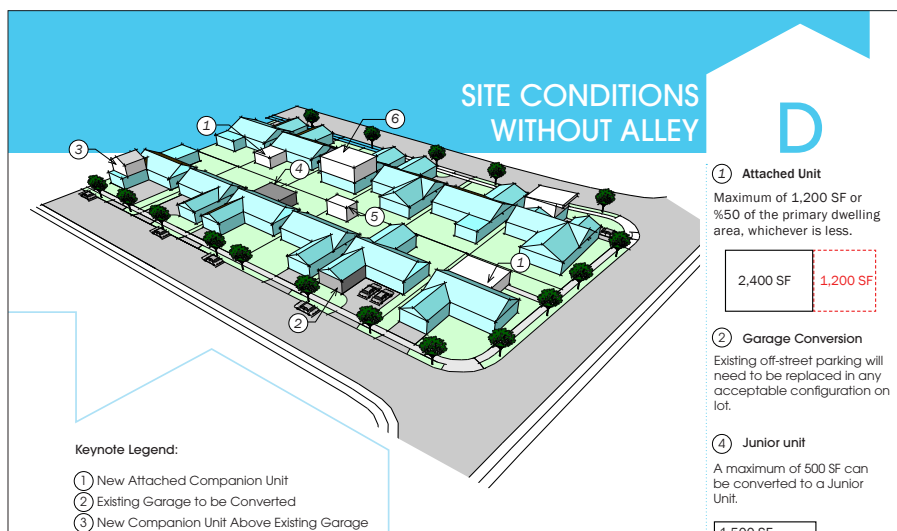 SITE CONDITIONS
WITHOUT ALLEY
D
1
6
3
4
5
1
2
1 Attached Unit
Maximum of 1,200 SF or
%50 of the primary dwelling
area, whichever is less.
2,400 SF
1,200 SF
2 Garage Conversion
Existing off-street parking will
need to be replaced in any
acceptable configuration on
lot.
4 Junior unit
A maximum of 500 SF can
be converted to a Junior
Unit.
1,500 SF
Keynote Legend:
1 New Attached Companion Unit
2 Existing Garage to be Converted
3 New Companion Unit Above Existing Garage